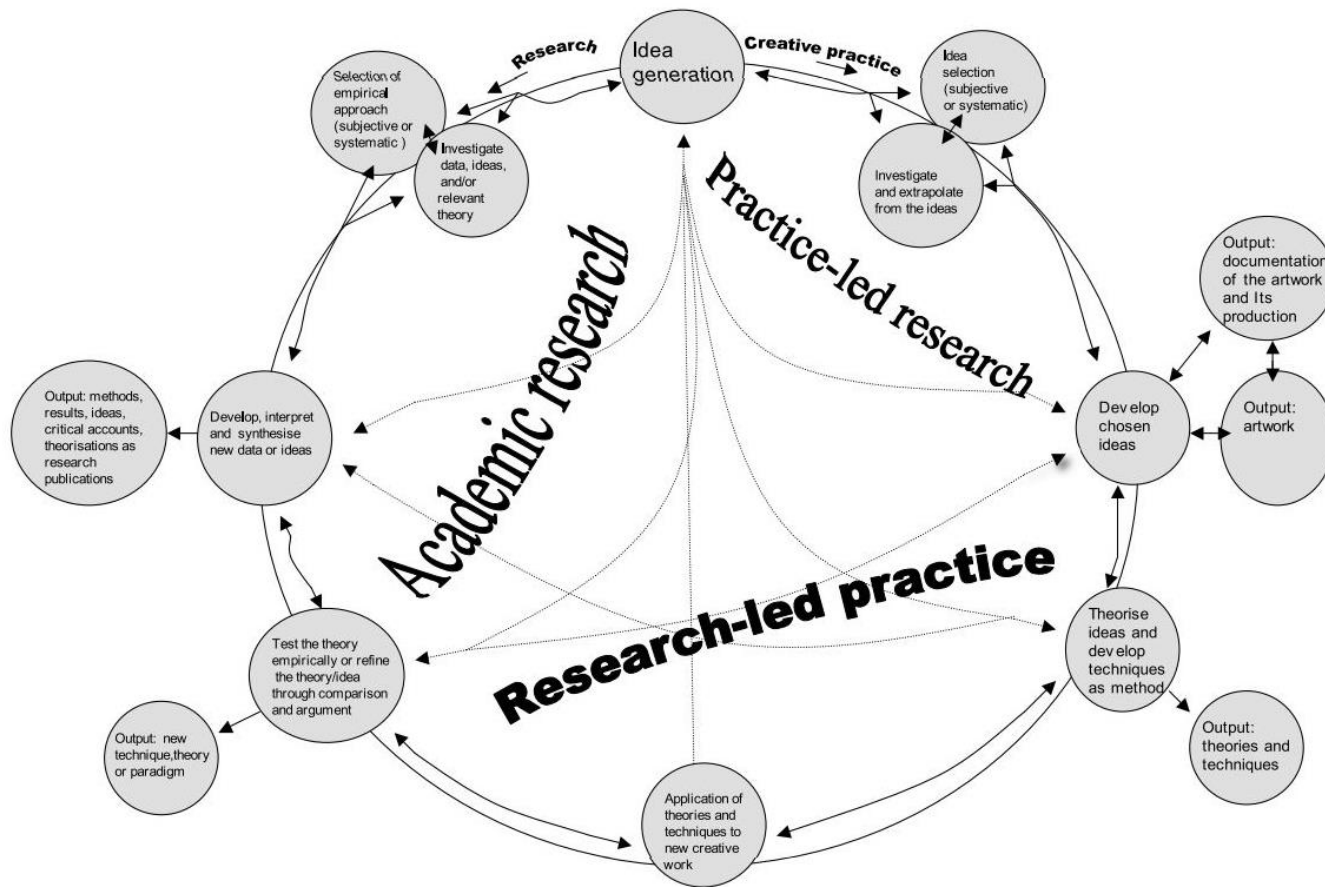 Idea
generation
Research
Creative practice
Selection of
empirical
approach
(subjective or
systematic )
Investigate
data, ideas,
and/or
relevant
theory
Idea
selection
(subjective
or systematic)
Investigate
and extrapolate
from the ideas
Practice-led research
Academic research
Research-led practice
Output:
documentation
of the artwork
and Its
production
Output:
artwork
Develop
chosen
ideas
Output: methods,
results, ideas,
critical accounts,
theorisations as
research
publications
Develop, interpret
and synthesise
new data or ideas
Test the theory
empirically or refine
the theory/idea
through comparison
and argument
Output: new
technique,theory
or paradigm
Theorise
ideas and
develop
techniques
as method
Output:
theories and
techniques
Application of
theories and
techniques to
new creative
work